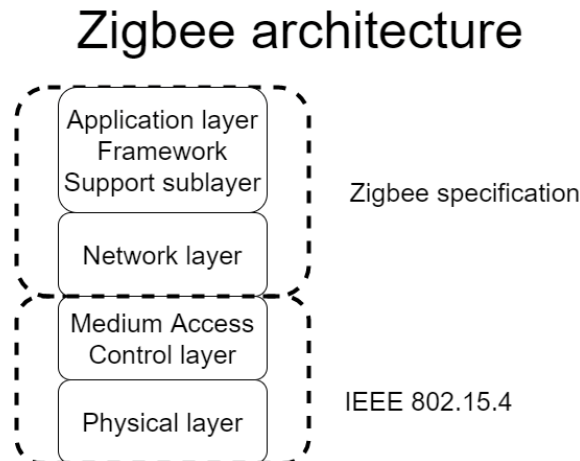 Zigbee architecture
Application layer
Framework
Support sublayer
Zigbee specification
Network layer
Medium Access
Control layer
IEEE 802.15.4
Physical layer